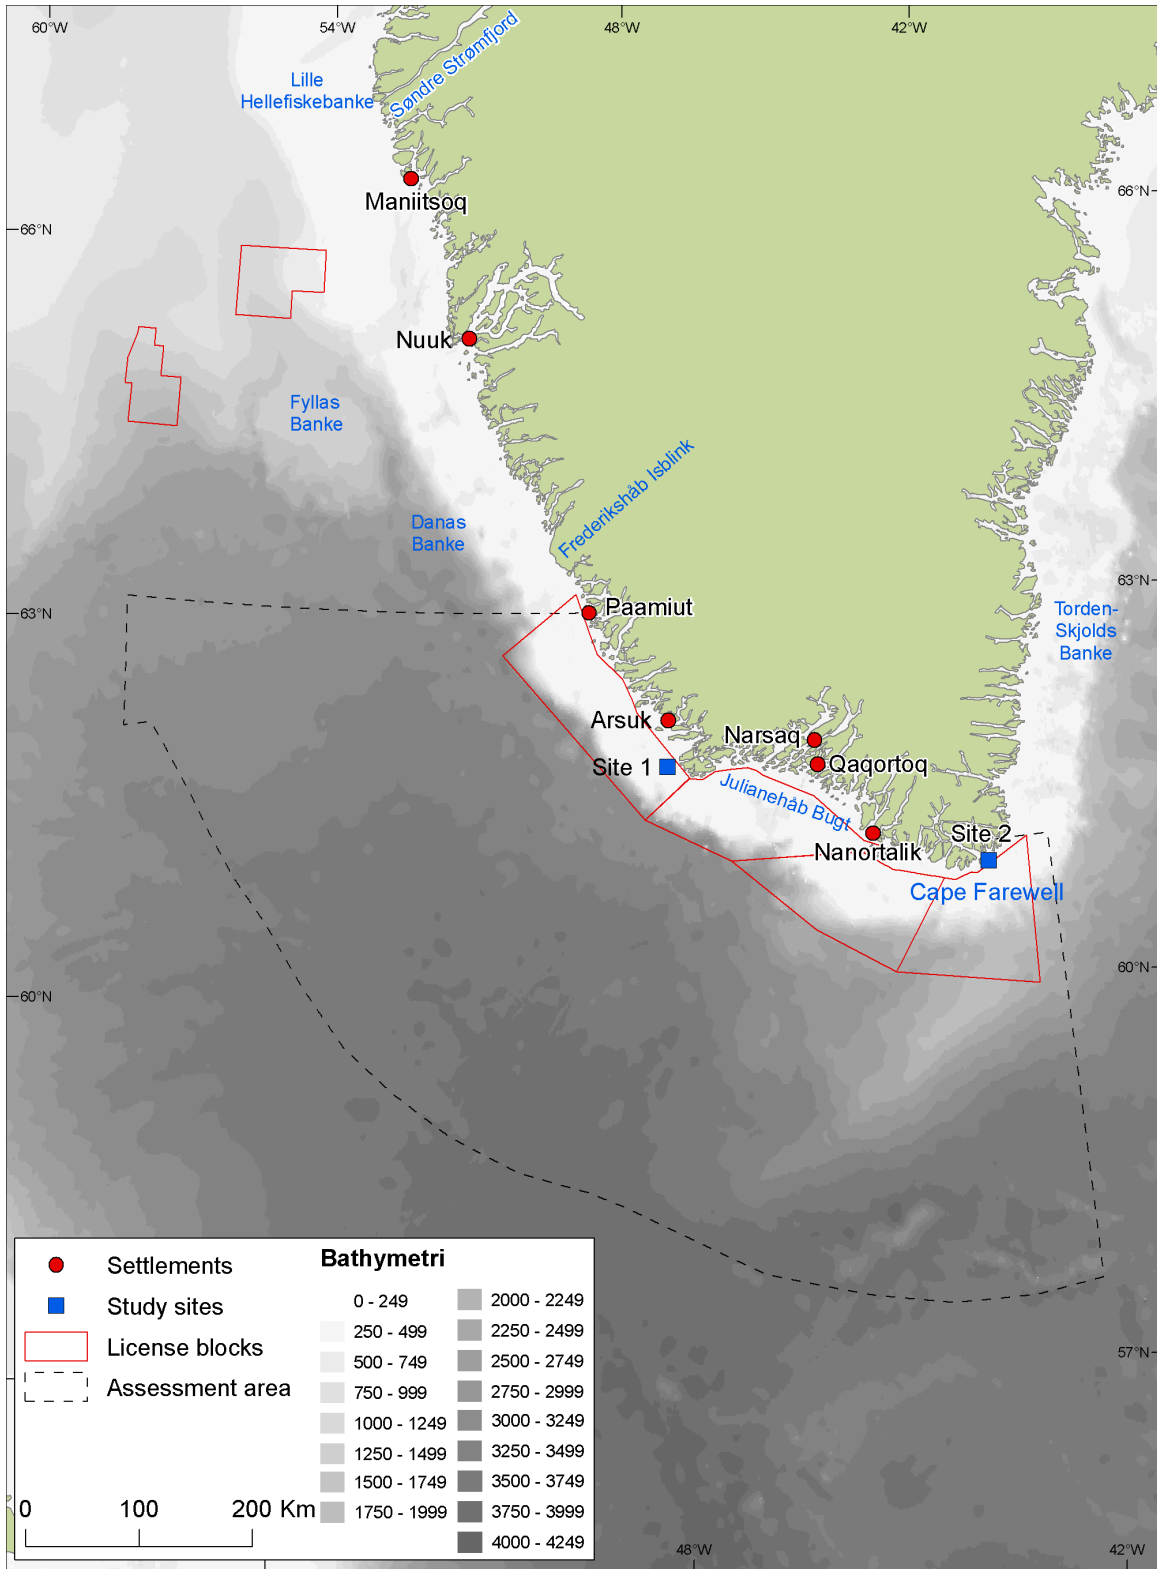 60°W
54°W
48°W
42°W
Lille
Hellefiskebanke
Søndre Strømfjord
Maniitsoq
66°W
66°N
Nuuk
Fyllas
Banke
Frederikshåb Isblink
Danas
Banke
63°N
63°N
Paamiut
Torden-
Skjolds
Banke
Arsuk
Narsaq
Site 1
Qaqortoq
Julianehåb Bugt
Site 2
Nanortalik
Cape Farewell
60°W
60°N
57°W
48°W
42°W
Settlements
Study sites
License blocks
Assessment area
0 100 200 Km
Bathymetri
0 - 249
250 - 499
500 - 749
750 - 999
1000 - 1249
1250 - 1499
1500 - 1749
1750 - 1999
2000 - 2249
2250 - 2499
2500 - 2749
2750 - 2999
3000 - 3249
3250 - 3499
3500 - 3749
3750 - 3999
4000 - 4249